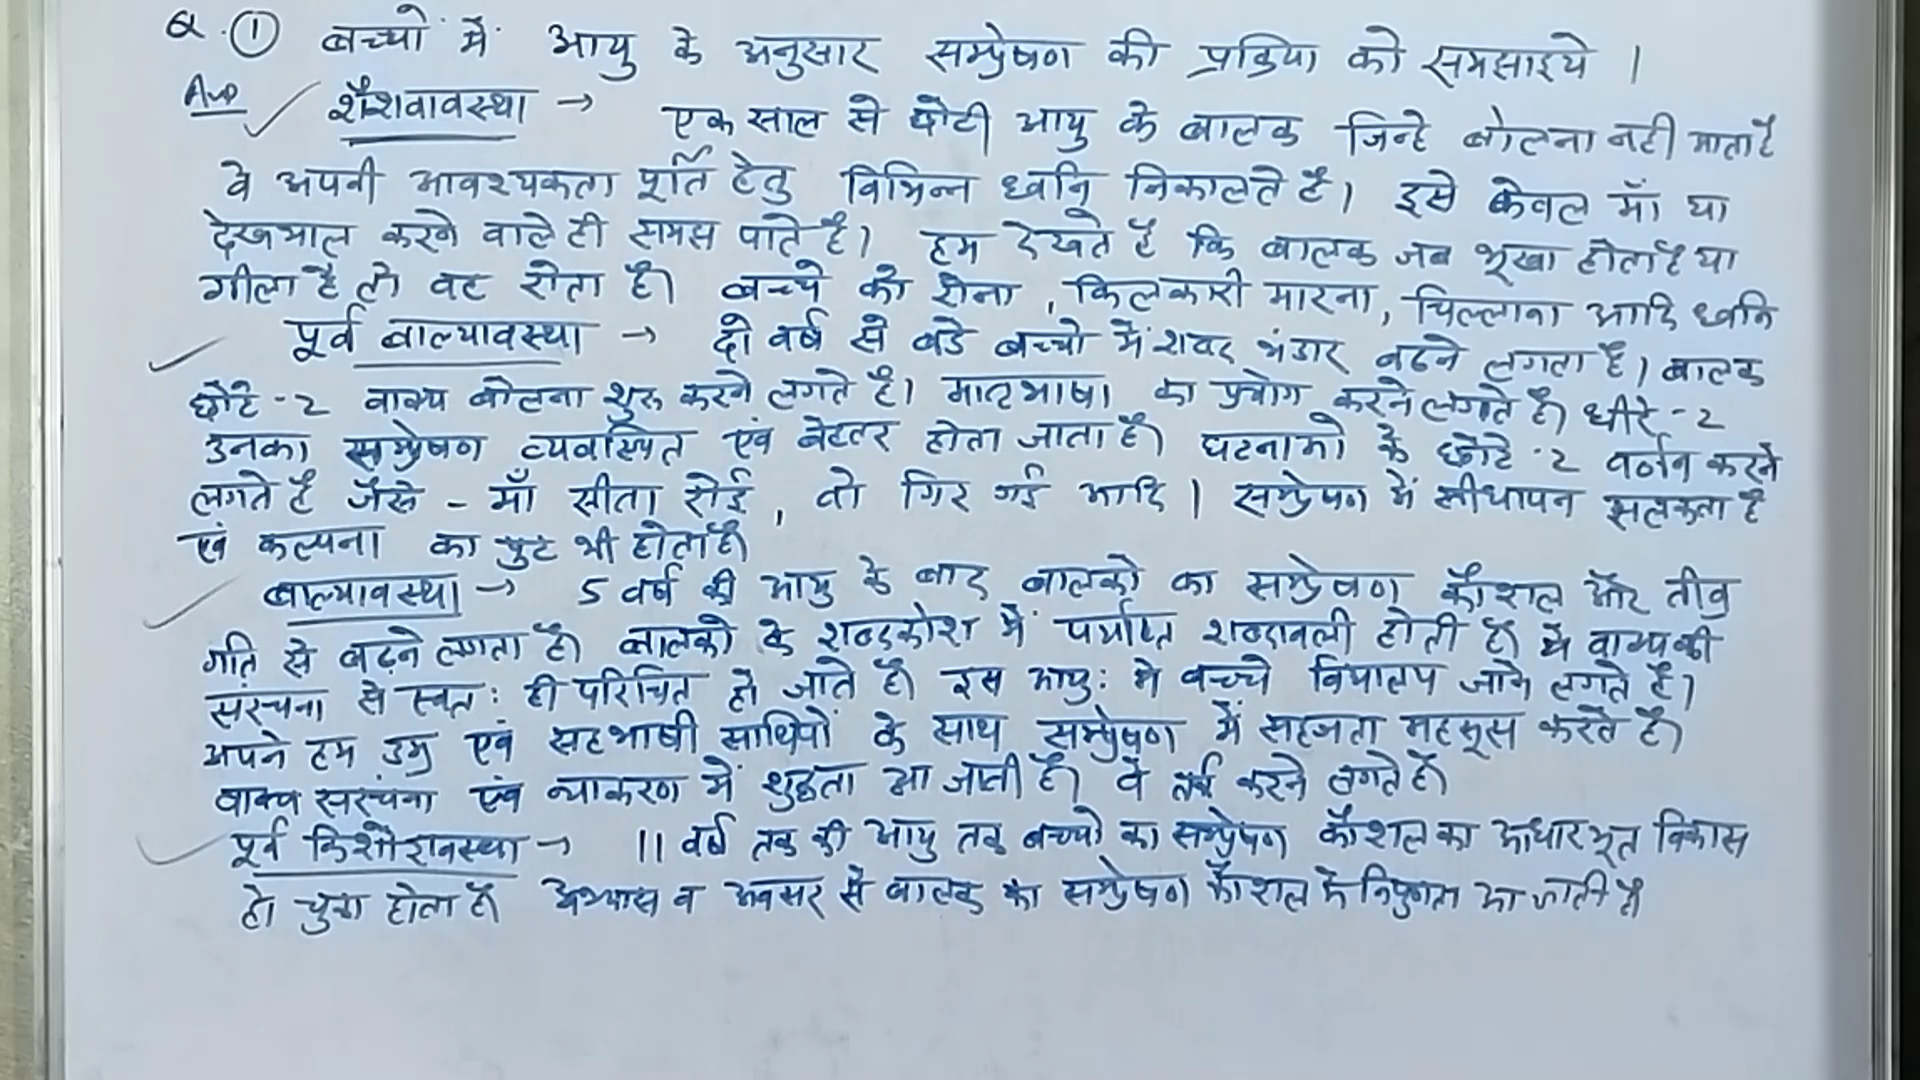 Q.① बच्चों में आयु के अनुसार सम्प्रेषण की प्रक्रिया को समझाइये ।
Ans शैशवावस्था → एक साल से छोटी आयु के बालक जिन्हे बोलना नही आता है
वे अपनी आवश्यकता पूर्ति हेतु विभिन्न ध्वनि निकालते है। इसे केवल माँ या
देखभाल करने वाले ही समझ पाते है। हम देखते है कि बालक जब भूखा होता है या
गीला है तो वह रोता है। बच्चे को रोना, किलकारी मारना, चिल्लाना आदि ध्वनि
पूर्व बाल्यावस्था → दो वर्ष से बडे बच्चो में शब्द भंडार बढने लगता है। बालक
छोटे-2 वाक्य बोलना शुरू करने लगते है। मातृभाषा का प्रयोग करने लगते है। धीरे-2
उनका सम्प्रेषण व्यवस्थित एवं बेहतर होता जाता है। घटनाओ के छोटे-2 वर्णन करने
लगते है जैसे - माँ सीता रोई, वो गिर गई आदि। सम्प्रेषण में सीधापन झलकता है
एवं कल्पना का पुट भी होता है।
बाल्यावस्था → 5 वर्ष की आयु के बाद बालको का सम्प्रेषण कौशल और तीव्र
गति से बढ़ने लगता है। बालको के शब्दकोश में पर्याप्त शब्दावली होती है। वे वाक्य की
संरचना से स्वत: ही परिचित हो जाते है। इस आयु: मे बच्चे विद्यालय जाने लगते है।
अपने हम उम्र एवं सहभाषी साथियों के साथ सम्प्रेषण में सहजता महसूस करते है।
वाक्य सरंचना एवं व्याकरण में शुद्धता आ जाती है। वे तर्क करने लगते है।
पूर्व किशोरावस्था → 11 वर्ष तक की आयु तक बच्चो का सम्प्रेषण कौशल का आधारभूत विकास
हो चुका होता है। अभ्यास व अवसर से बालक का सम्प्रेषण कौशल मे निपुणता आ जाती है।